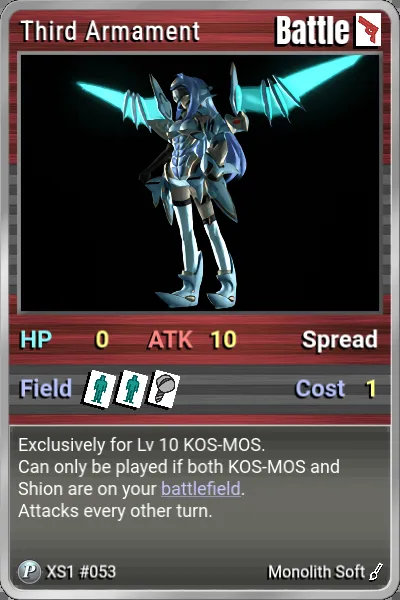 Third Armament
Battle
HP 0 ATK 10 Spread
Field Cost 1
Exclusively for Lv 10 KOS-MOS.
Can only be played if both KOS-MOS and
Shion are on your battlefield.
Attacks every other turn.
P XS1 #053 Monolith Soft